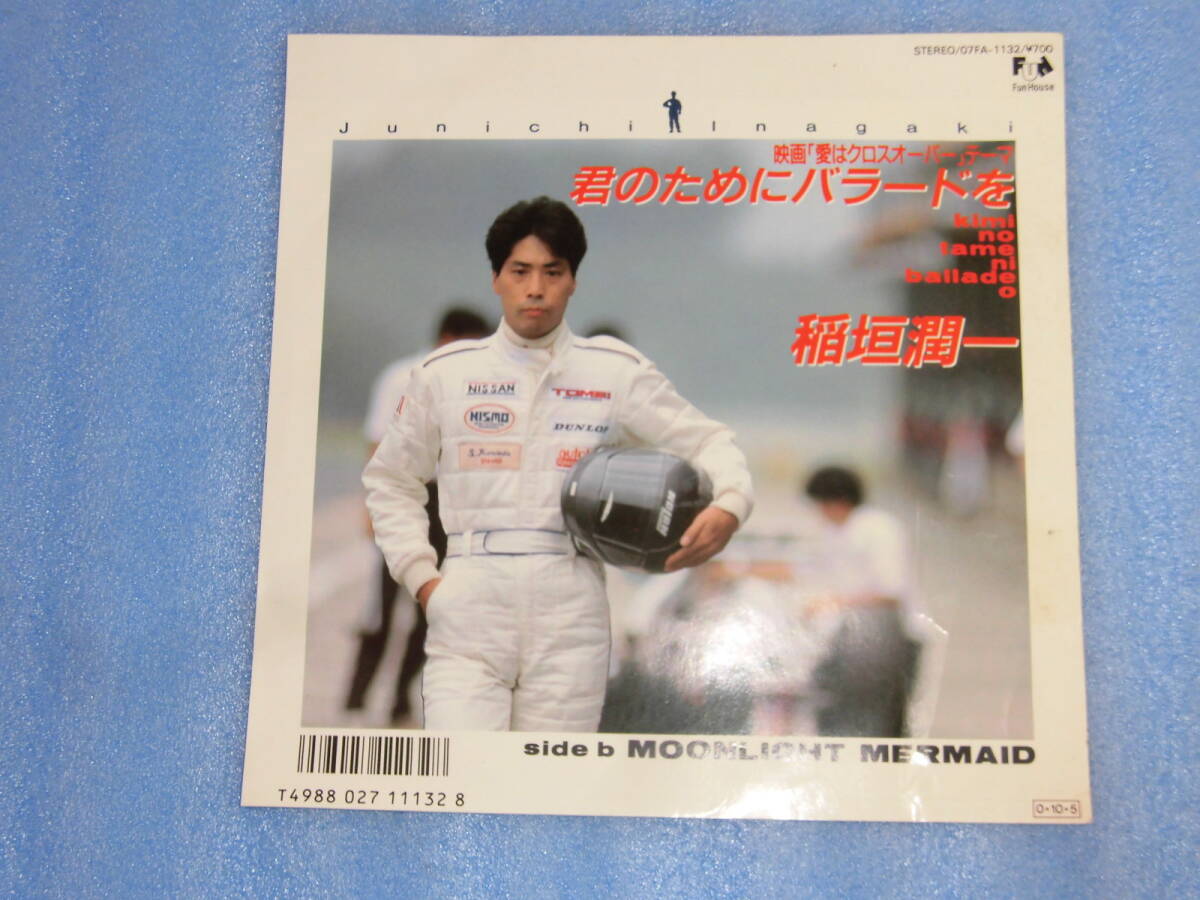 STEREO/07FA-1132/¥700
Fun
Fun House
Junichi Inagaki
映画「愛はクロスオーバー」テーマ
君のためにバラードを
kimi
no
tame
ni
ballade
o
稲垣潤一
NISSAN
NISMO
TOMEI
DUNLOP
side b MOONLIGHT MERMAID
T4988 027 11132 8
0・10・5